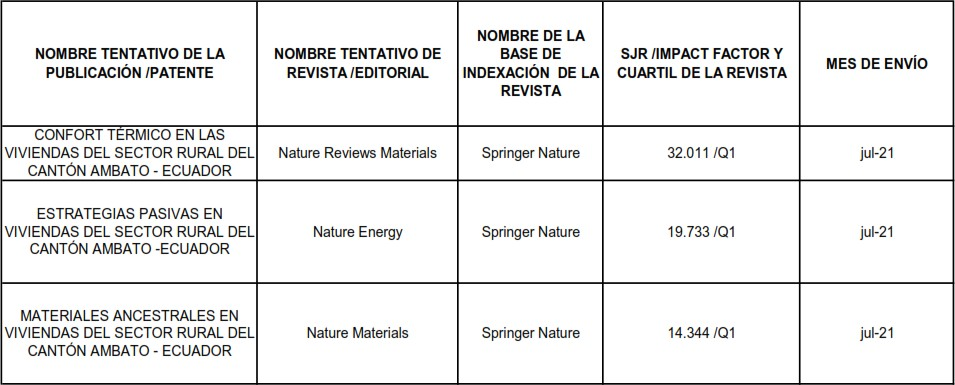 NOMBRE TENTATIVO DE LA
PUBLICACIÓN /PATENTE
NOMBRE TENTATIVO DE
REVISTA /EDITORIAL
NOMBRE DE LA
BASE DE
INDEXACIÓN DE LA
REVISTA
SJR /IMPACT FACTOR Y
CUARTIL DE LA REVISTA
MES DE ENVÍO
CONFORT TÉRMICO EN LAS
VIVIENDAS DEL SECTOR RURAL DEL
CANTÓN AMBATO - ECUADOR
Nature Reviews Materials
Springer Nature
32.011 /Q1
jul-21
ESTRATEGIAS PASIVAS EN
VIVIENDAS DEL SECTOR RURAL DEL
CANTÓN AMBATO -ECUADOR
Nature Energy
Springer Nature
19.733 /Q1
jul-21
MATERIALES ANCESTRALES EN
VIVIENDAS DEL SECTOR RURAL DEL
CANTÓN AMBATO - ECUADOR
Nature Materials
Springer Nature
14.344 /Q1
jul-21